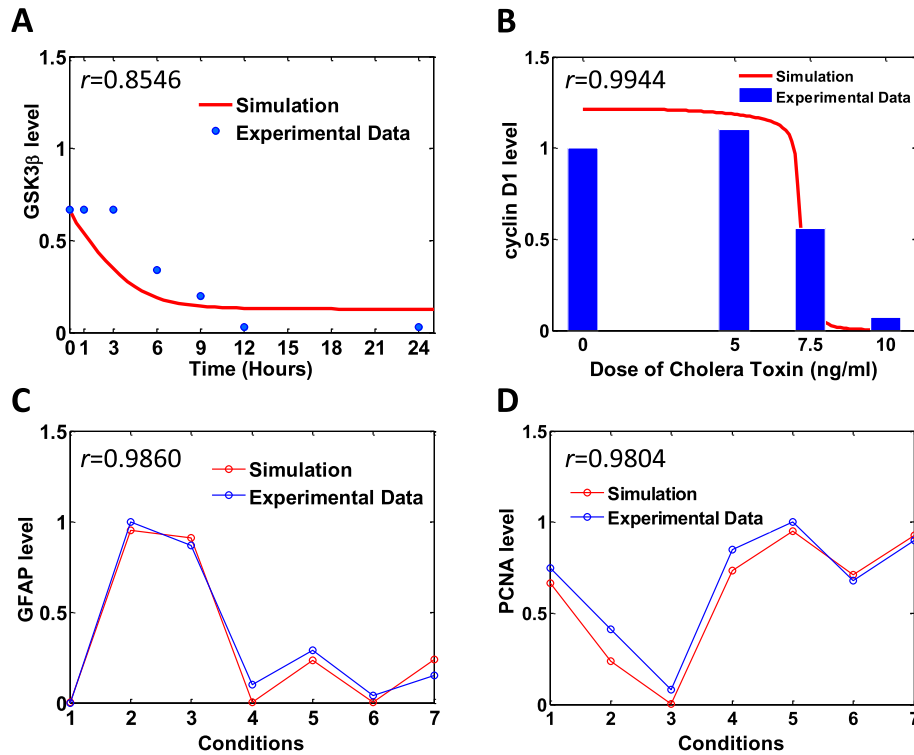 A
r=0.8546
Simulation
Experimental Data
GSK3β level
1.5
1
0.5
0
0 1 3 6 9 12 15 18 21 24
Time (Hours)
B
r=0.9944
Simulation
Experimental Data
cyclin D1 level
1.5
1
0.5
0
0 5 7.5 10
Dose of Cholera Toxin (ng/ml)
C
r=0.9860
Simulation
Experimental Data
GFAP level
1.5
1
0.5
0
1 2 3 4 5 6 7
Conditions
D
r=0.9804
Simulation
Experimental Data
PCNA level
1.5
1
0.5
0
1 2 3 4 5 6 7
Conditions